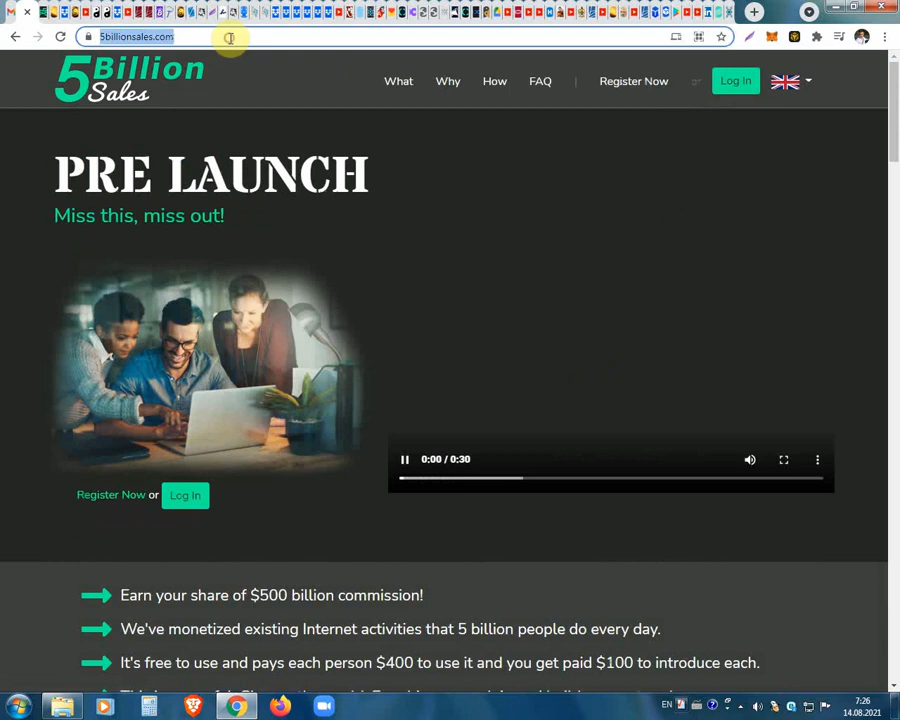 5billionsales.com
5 Billion
Sales
What
Why
How
FAQ
|
Register Now
or
Log In
PRE LAUNCH
Miss this, miss out!
0:00 / 0:30
Register Now or
Log In
Earn your share of $500 billion commission!
We've monetized existing Internet activities that 5 billion people do every day.
It's free to use and pays each person $400 to use it and you get paid $100 to introduce each.
EN
7:26
14.08.2021